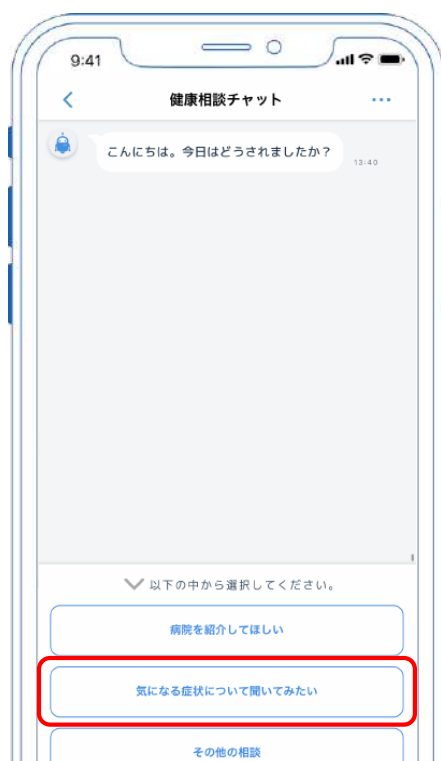 9:41
健康相談チャット
こんにちは。今日はどうされましたか？
13:40
以下の中から選択してください。
病院を紹介してほしい
気になる症状について聞いてみたい
その他の相談